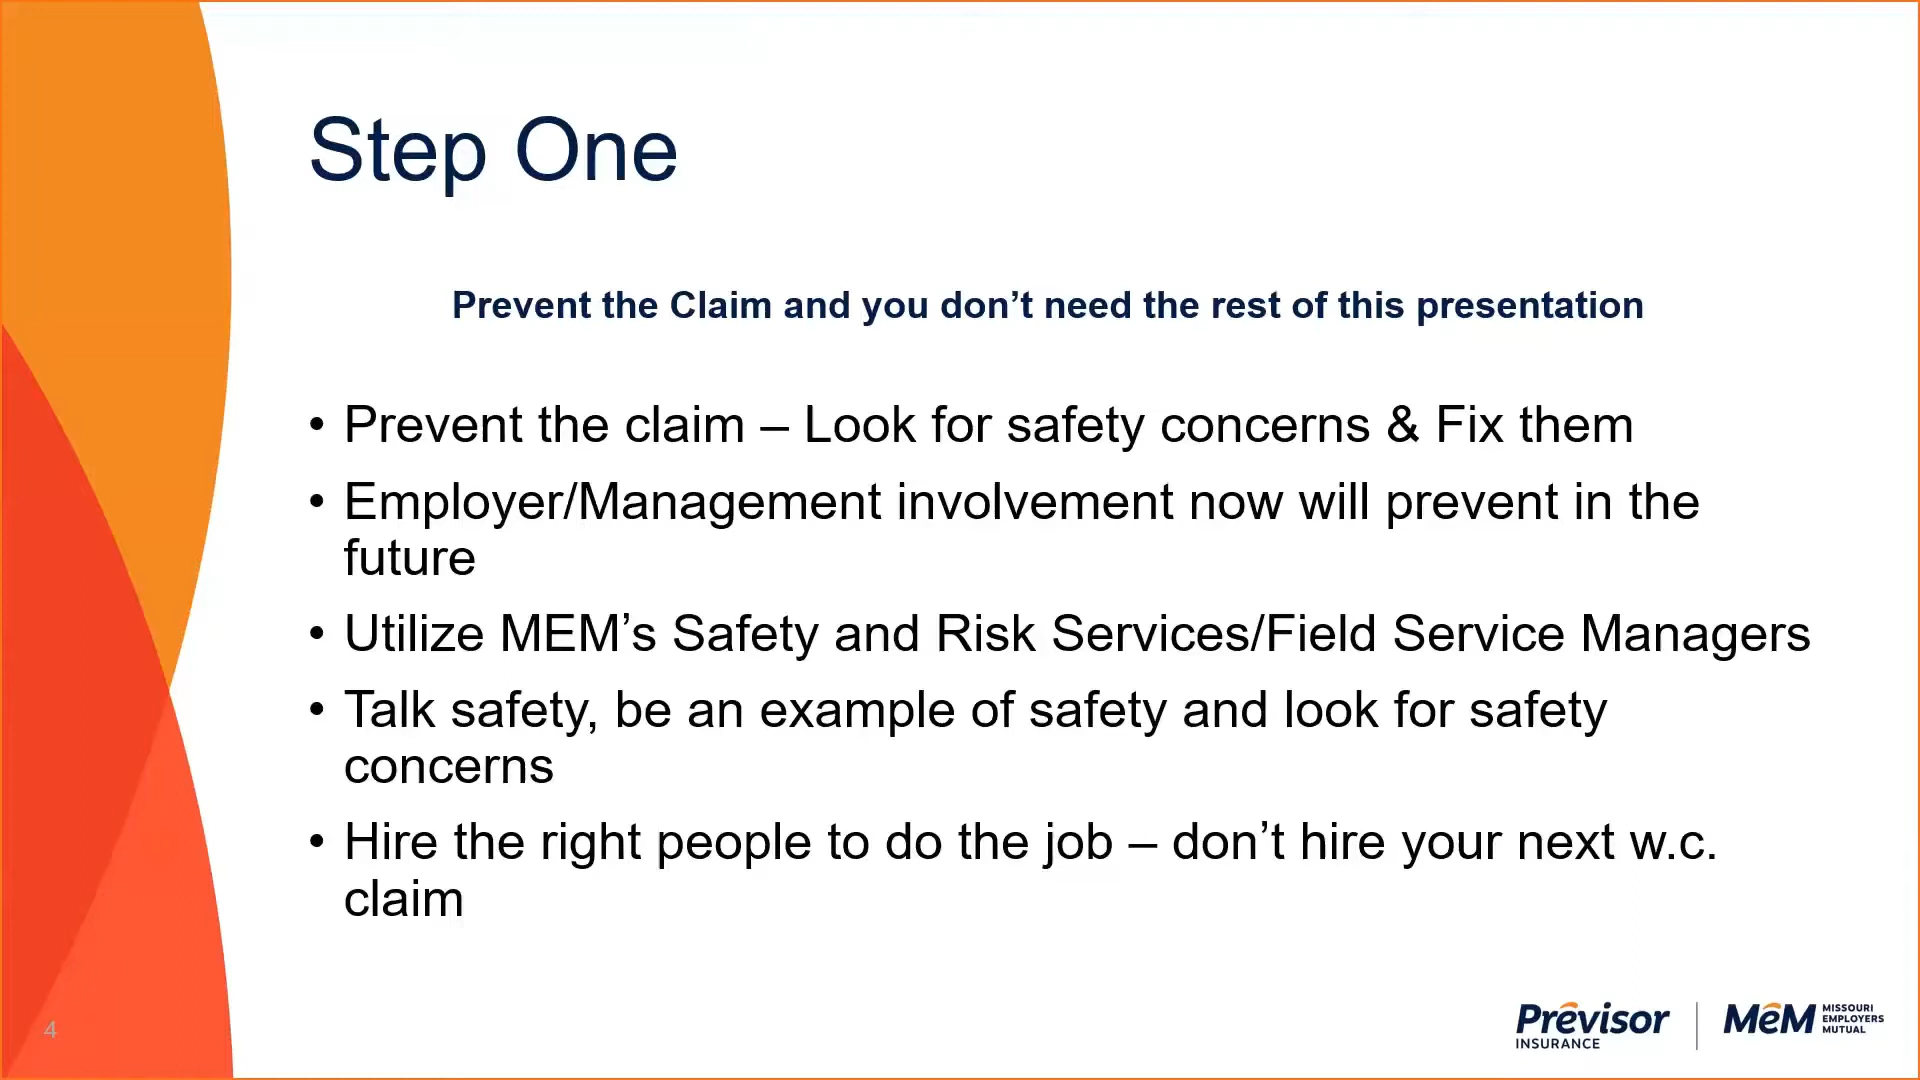 Step One
Prevent the Claim and you don’t need the rest of this presentation
• Prevent the claim – Look for safety concerns & Fix them
• Employer/Management involvement now will prevent in the
future
• Utilize MEM’s Safety and Risk Services/Field Service Managers
• Talk safety, be an example of safety and look for safety
concerns
• Hire the right people to do the job – don’t hire your next w.c.
claim
4
Prēvisor
INSURANCE
MēM
MISSOURI
EMPLOYERS
MUTUAL